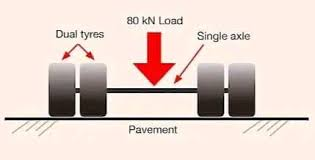 80 kN Load
Dual tyres
Single axle
Pavement